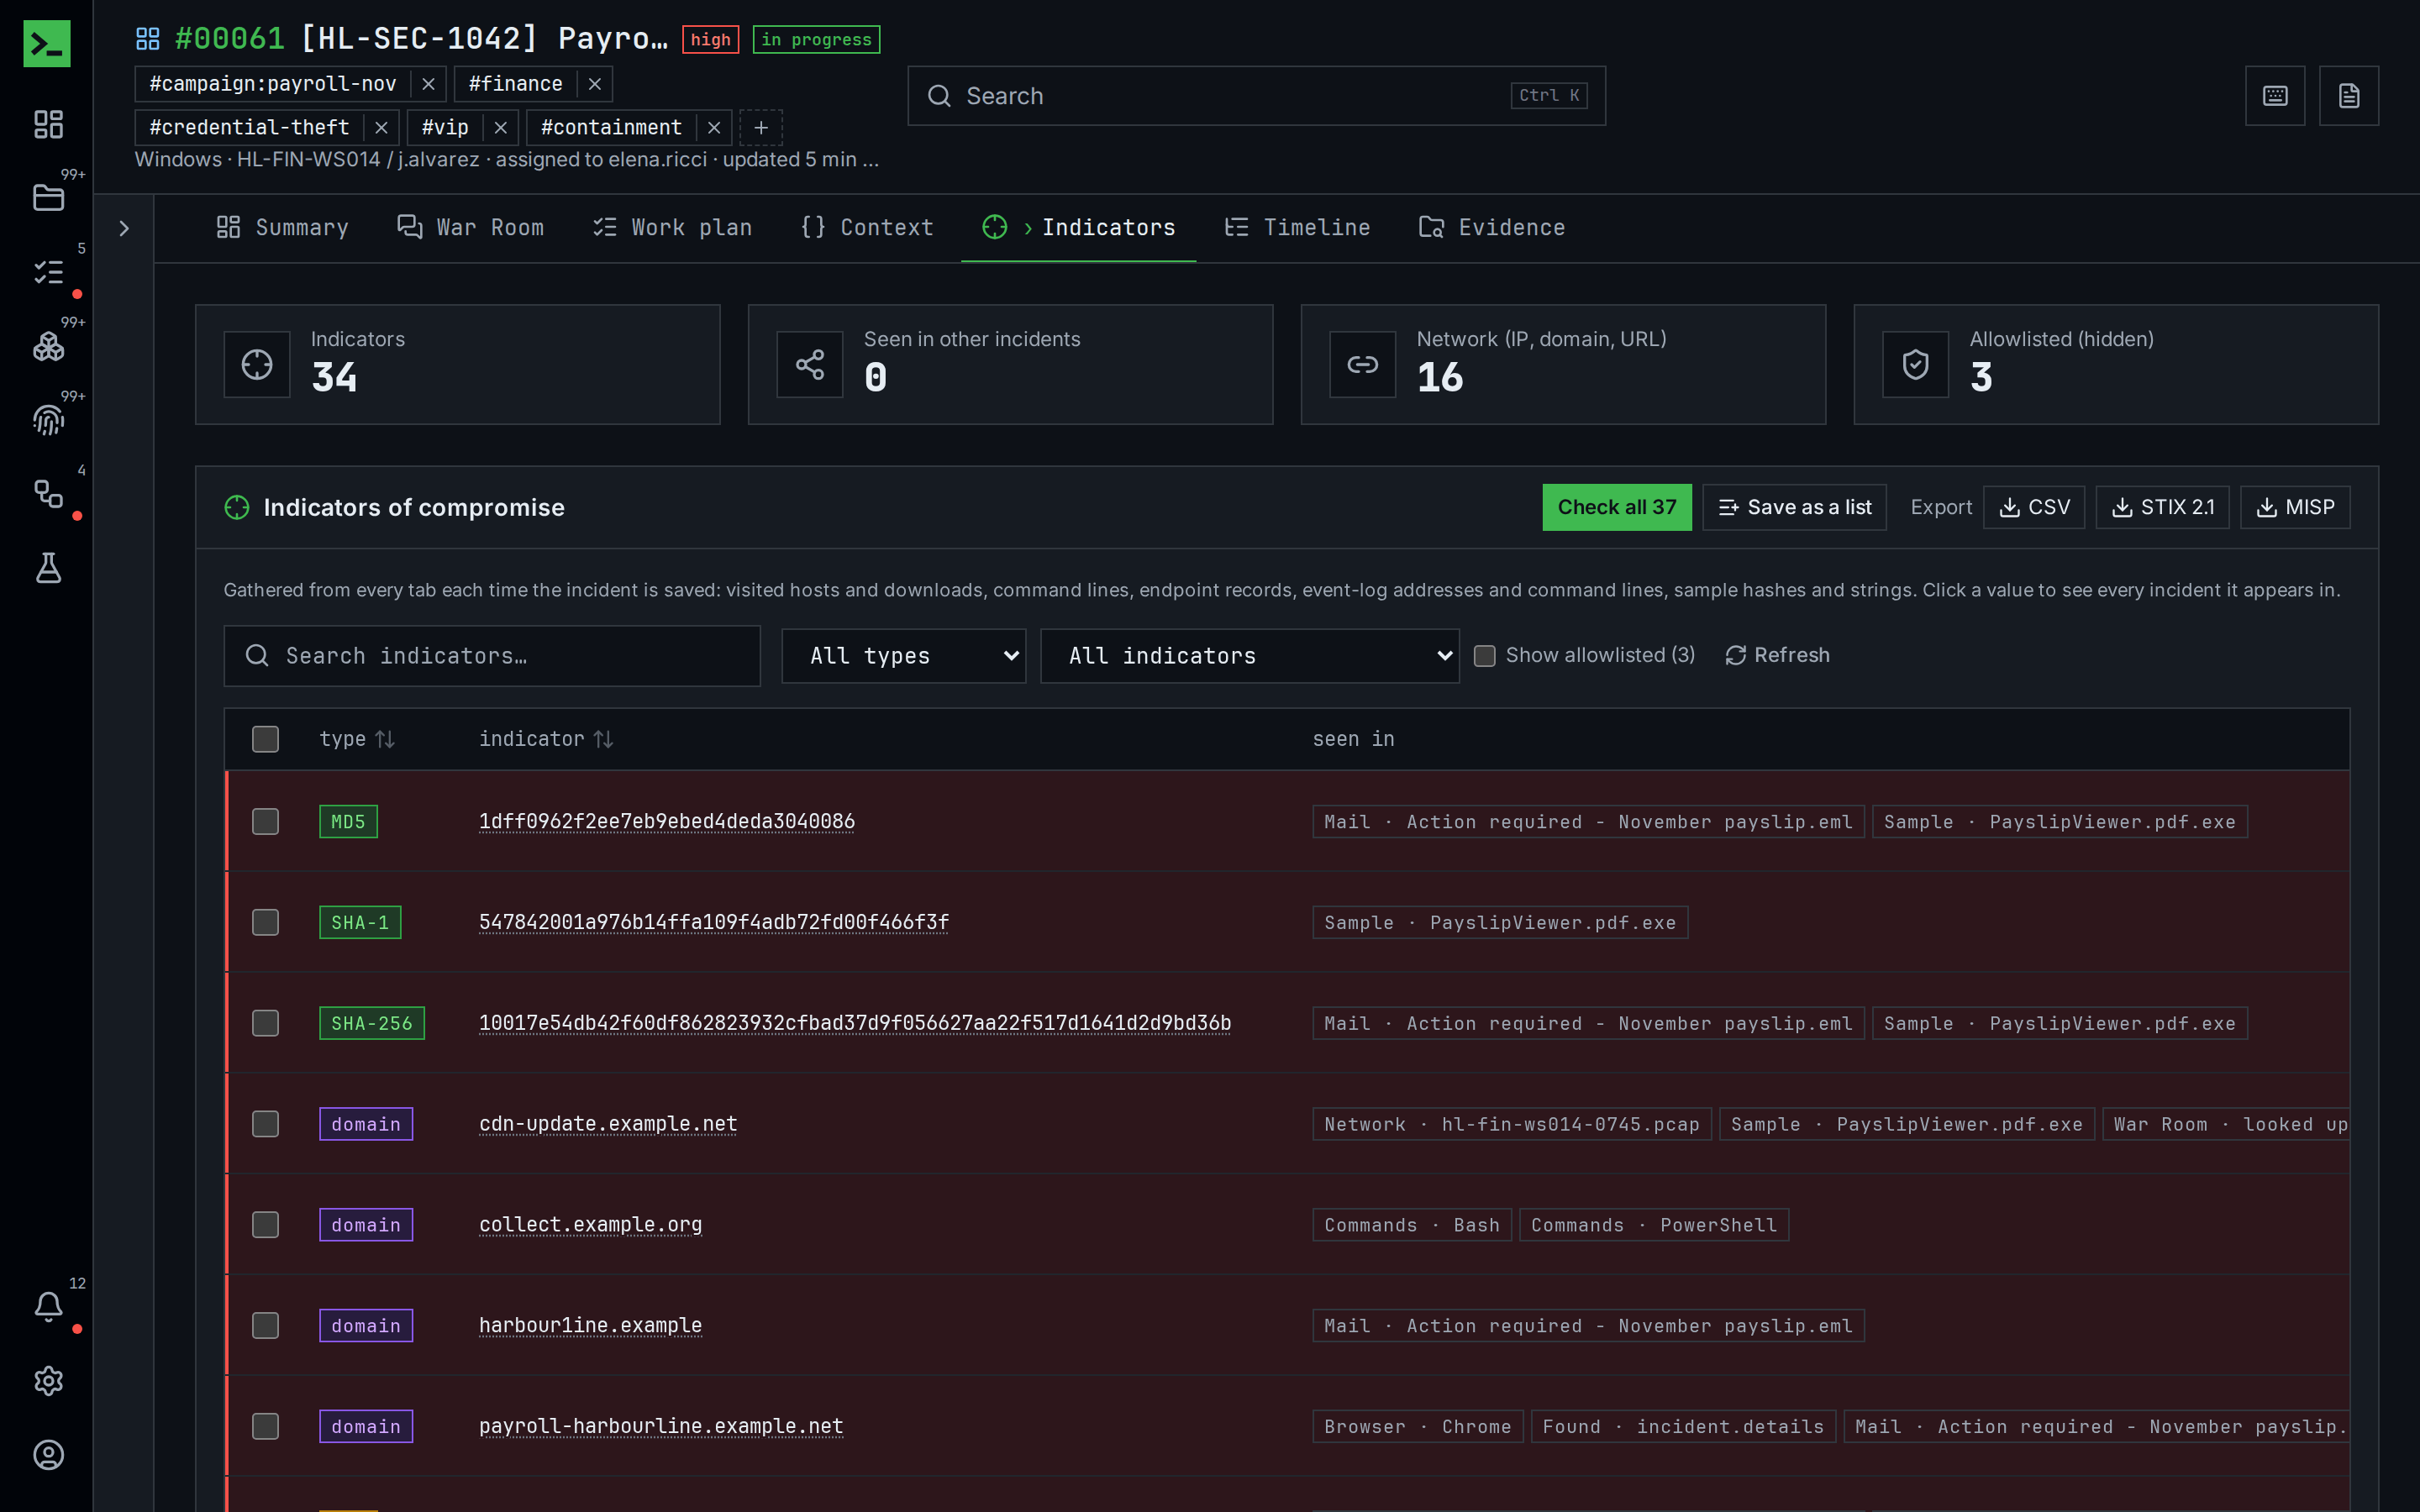 #00061 [HL-SEC-1042] Payro… high in progress
#campaign:payroll-nov #finance
#credential-theft #vip #containment +
Windows · HL-FIN-WS014 / j.alvarez · assigned to elena.ricci · updated 5 min …
Search Ctrl K
99+
5
99+
99+
4
12
Summary War Room Work plan Context › Indicators Timeline Evidence
Indicators
34
Seen in other incidents
0
Network (IP, domain, URL)
16
Allowlisted (hidden)
3
Indicators of compromise
Check all 37 Save as a list Export CSV STIX 2.1 MISP
Gathered from every tab each time the incident is saved: visited hosts and downloads, command lines, endpoint records, event-log addresses and command lines, sample hashes and strings. Click a value to see every incident it appears in.
Search indicators… All types All indicators Show allowlisted (3) Refresh
type indicator seen in
MD5 1dff0962f2ee7eb9ebed4deda3040086 Mail · Action required - November payslip.eml Sample · PayslipViewer.pdf.exe
SHA-1 547842001a976b14ffa109f4adb72fd00f466f3f Sample · PayslipViewer.pdf.exe
SHA-256 10017e54db42f60df862823932cfbad37d9f056627aa22f517d1641d2d9bd36b Mail · Action required - November payslip.eml Sample · PayslipViewer.pdf.exe
domain cdn-update.example.net Network · hl-fin-ws014-0745.pcap Sample · PayslipViewer.pdf.exe War Room · looked up
domain collect.example.org Commands · Bash Commands · PowerShell
domain harbour1ine.example Mail · Action required - November payslip.eml
domain payroll-harbourline.example.net Browser · Chrome Found · incident.details Mail · Action required - November payslip.